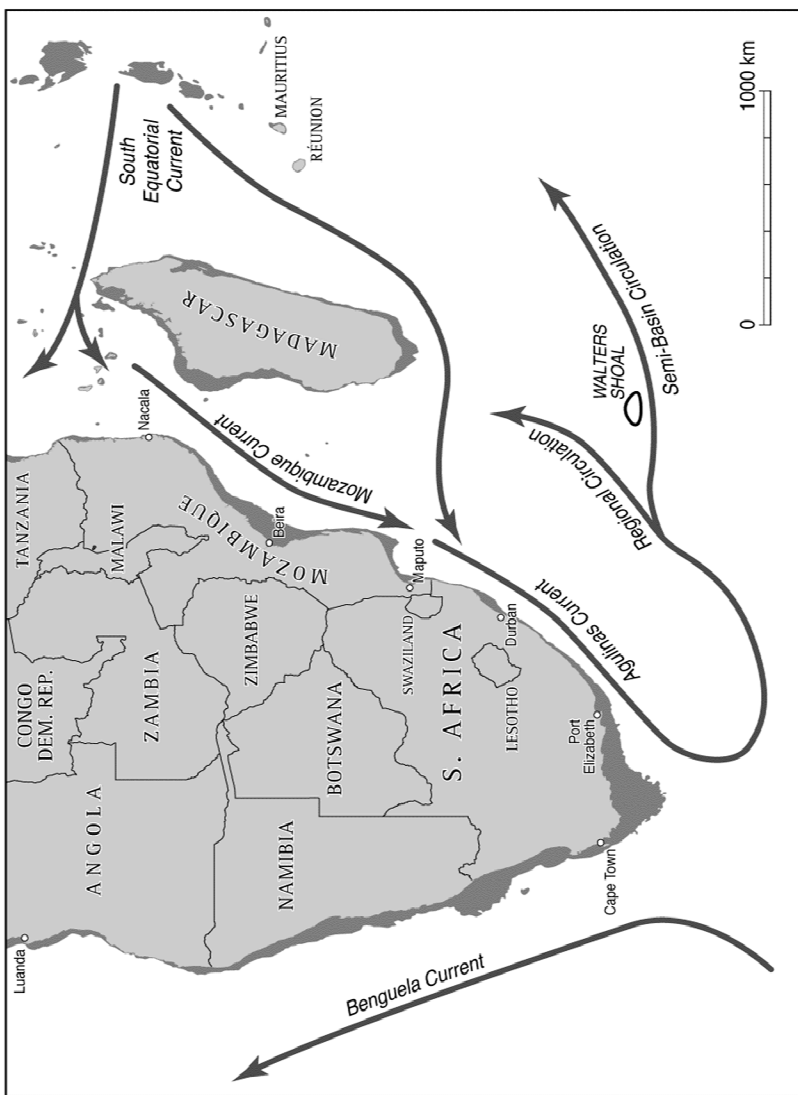 Luanda
ANGOLA
CONGO
DEM. REP.
TANZANIA
MALAWI
ZAMBIA
MOZAMBIQUE
Nacala
Beira
ZIMBABWE
NAMIBIA
BOTSWANA
S. AFRICA
SWAZILAND
LESOTHO
Maputo
Durban
Port
Elizabeth
Cape Town
MADAGASCAR
MAURITIUS
RÉUNION
South
Equatorial
Current
Mozambique Current
Agulinas Current
Benguela Current
Regional Circulation
Semi-Basin Circulation
WALTERS
SHOAL
0
1000 km